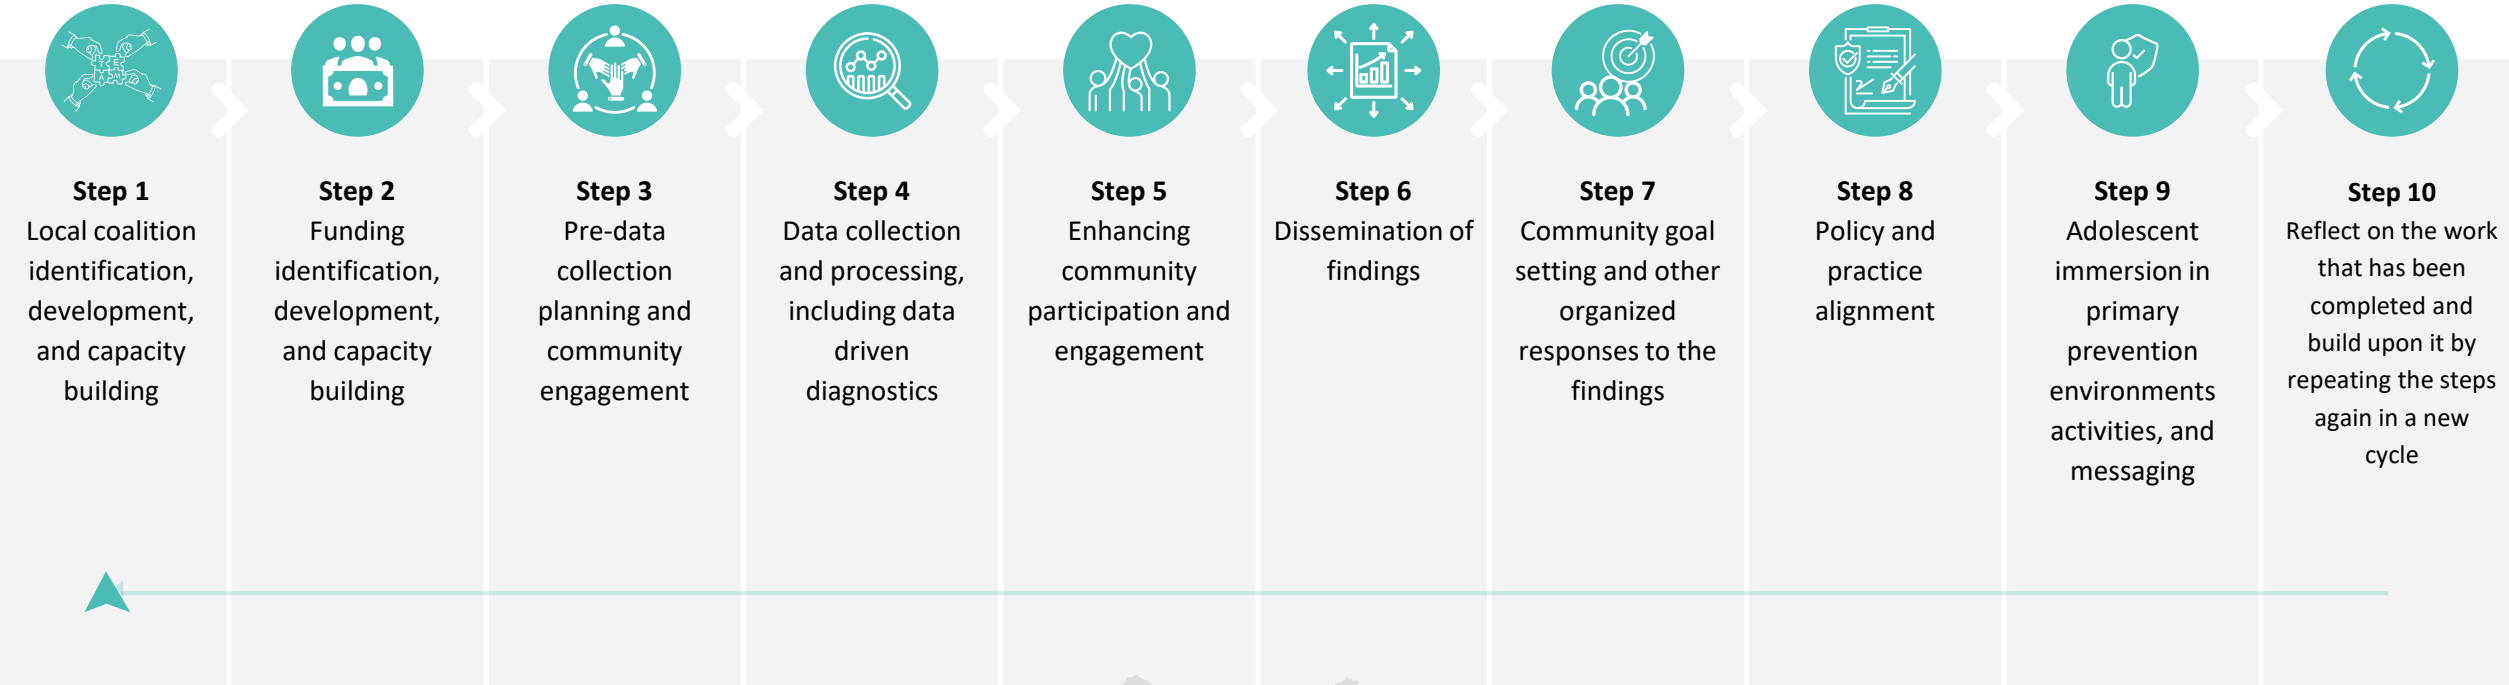 TE
AM
Step 1
Local coalition
identification,
development,
and capacity
building
Step 2
Funding
identification,
development,
and capacity
building
Step 3
Pre-data
collection
planning and
community
engagement
Step 4
Data collection
and processing,
including data
driven
diagnostics
Step 5
Enhancing
community
participation and
engagement
Step 6
Dissemination of
findings
Step 7
Community goal
setting and other
organized
responses to the
findings
Step 8
Policy and
practice
alignment
Step 9
Adolescent
immersion in
primary
prevention
environments
activities, and
messaging
Step 10
Reflect on the work
that has been
completed and
build upon it by
repeating the steps
again in a new
cycle